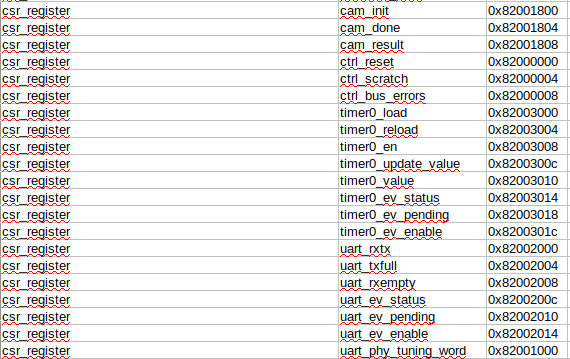 csr_register cam_init 0x82001800
csr_register cam_done 0x82001804
csr_register cam_result 0x82001808
csr_register ctrl_reset 0x82000000
csr_register ctrl_scratch 0x82000004
csr_register ctrl_bus_errors 0x82000008
csr_register timer0_load 0x82003000
csr_register timer0_reload 0x82003004
csr_register timer0_en 0x82003008
csr_register timer0_update_value 0x8200300c
csr_register timer0_value 0x82003010
csr_register timer0_ev_status 0x82003014
csr_register timer0_ev_pending 0x82003018
csr_register timer0_ev_enable 0x8200301c
csr_register uart_rxtx 0x82002000
csr_register uart_txfull 0x82002004
csr_register uart_rxempty 0x82002008
csr_register uart_ev_status 0x8200200c
csr_register uart_ev_pending 0x82002010
csr_register uart_ev_enable 0x82002014
csr_register uart_phy_tuning_word 0x82001000